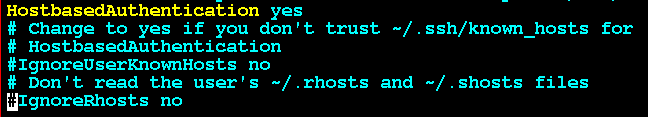 HostbasedAuthentication yes
# Change to yes if you don't trust ~/.ssh/known_hosts for
# HostbasedAuthentication
#IgnoreUserKnownHosts no
# Don't read the user's ~/.rhosts and ~/.shosts files
#IgnoreRhosts no